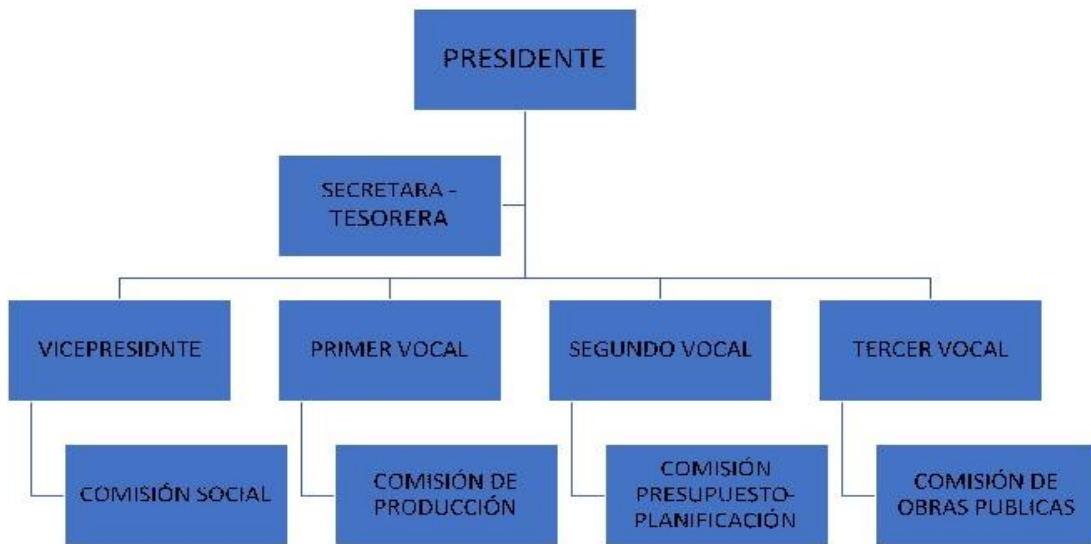 PRESIDENTE
SECRETARA -
TESORERA
VICEPRESIDNTE
PRIMER VOCAL
SEGUNDO VOCAL
TERCER VOCAL
COMISIÓN SOCIAL
COMISIÓN DE
PRODUCCIÓN
COMISIÓN
PRESUPUESTO-
PLANIFICACIÓN
COMISIÓN DE
OBRAS PUBLICAS